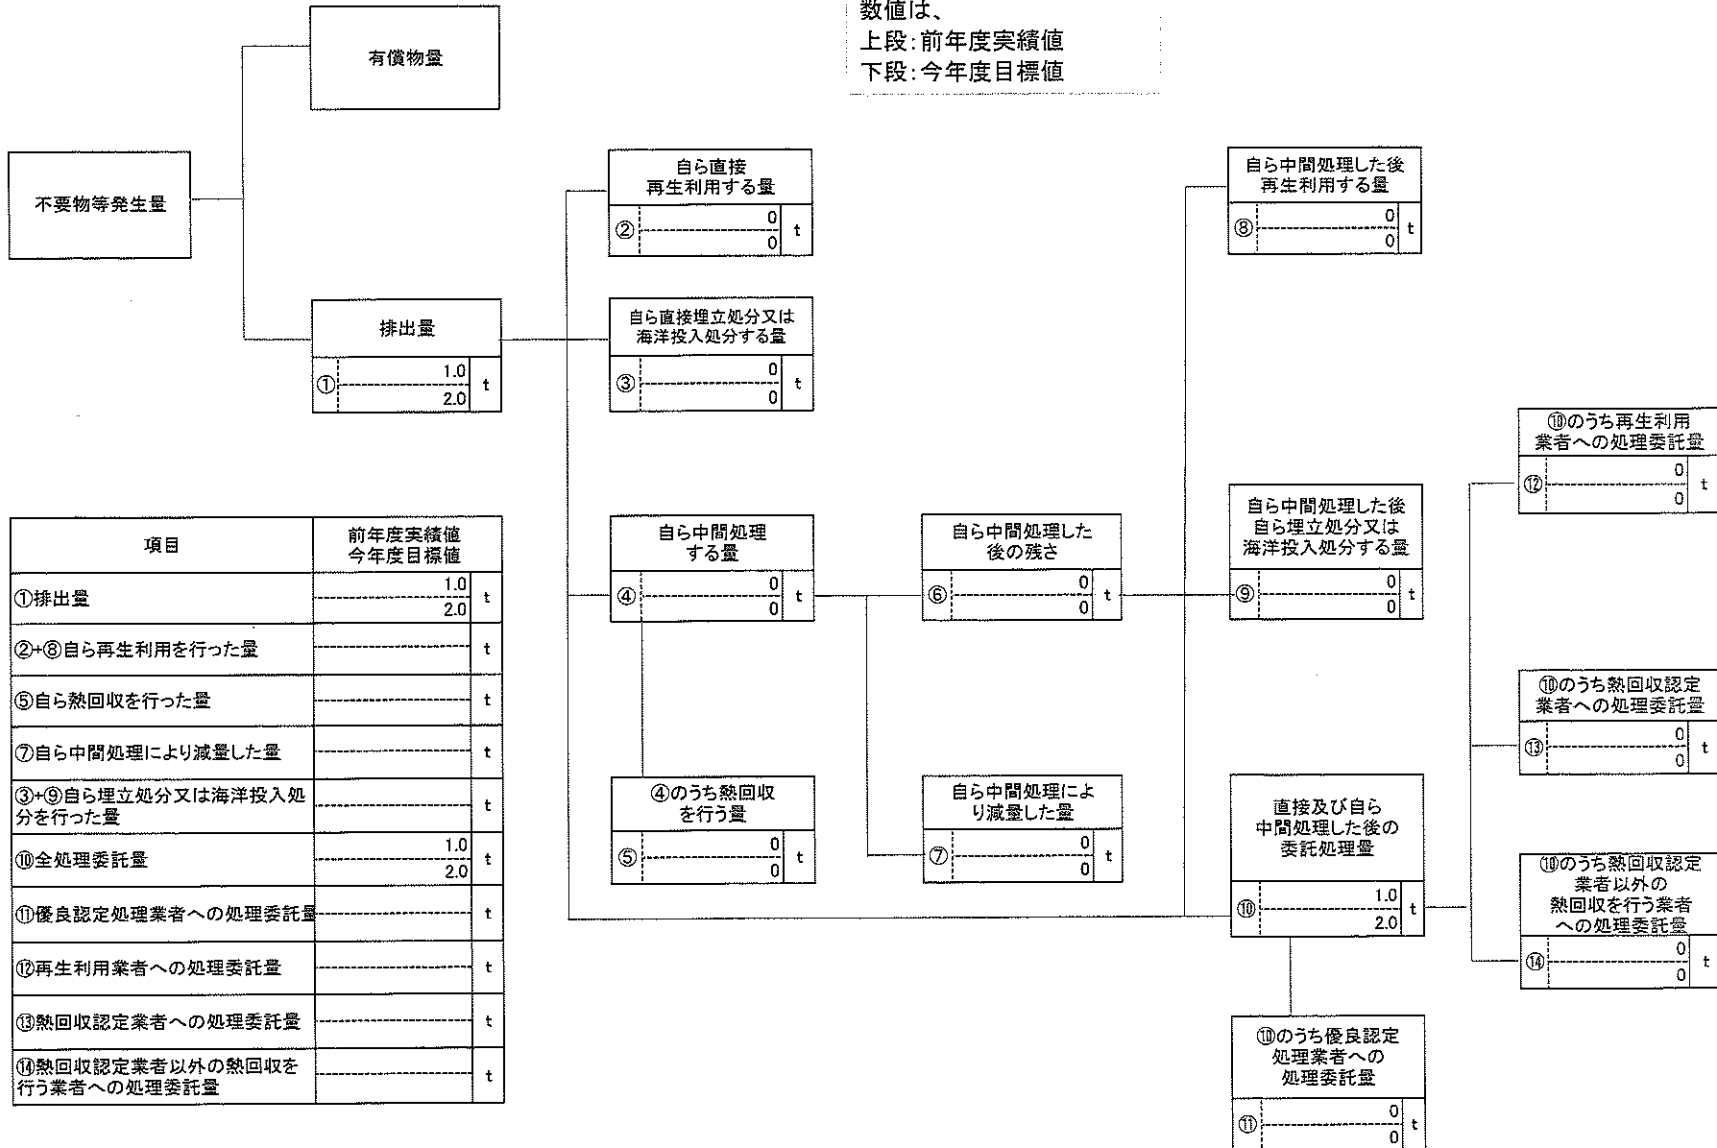 数値は、
上段:前年度実績値
下段:今年度目標値
有償物量
不要物等発生量
排出量
① 1.0 t
2.0
自ら直接
再生利用する量
② 0 t
0
自ら直接埋立処分又は
海洋投入処分する量
③ 0 t
0
自ら中間処理
する量
④ 0 t
0
④のうち熱回収
を行う量
⑤ 0 t
0
自ら中間処理した
後の残さ
⑥ 0 t
0
自ら中間処理によ
り減量した量
⑦ 0 t
0
自ら中間処理した後
再生利用する量
⑧ 0 t
0
自ら中間処理した後
自ら埋立処分又は
海洋投入処分する量
⑨ 0 t
0
直接及び自ら
中間処理した後の
委託処理量
⑩ 1.0 t
2.0
⑩のうち優良認定
処理業者への
処理委託量
⑪ 0 t
0
⑩のうち再生利用
業者への処理委託量
⑫ 0 t
0
⑩のうち熱回収認定
業者への処理委託量
⑬ 0 t
0
⑩のうち熱回収認定
業者以外の
熱回収を行う業者
への処理委託量
⑭ 0 t
0
項目
前年度実績値
今年度目標値
①排出量 1.0 t
2.0
②+⑧自ら再生利用を行った量 t
⑤自ら熱回収を行った量 t
⑦自ら中間処理により減量した量 t
③+⑨自ら埋立処分又は海洋投入処
分を行った量 t
⑩全処理委託量 1.0 t
2.0
⑪優良認定処理業者への処理委託量 t
⑫再生利用業者への処理委託量 t
⑬熱回収認定業者への処理委託量 t
⑭熱回収認定業者以外の熱回収を
行う業者への処理委託量 t